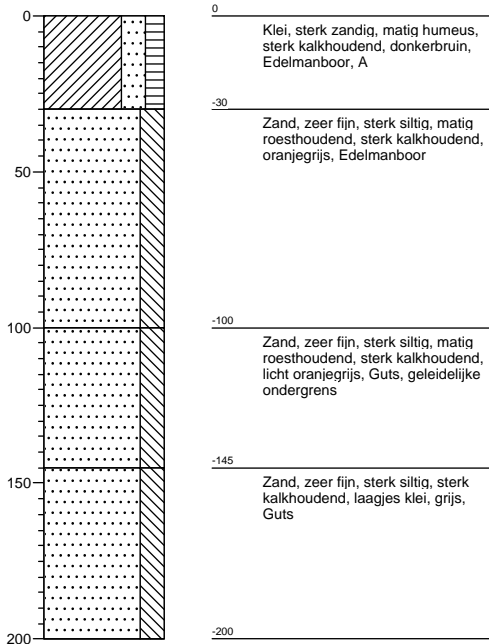 0
0
Klei, sterk zandig, matig humeus,
sterk kalkhoudend, donkerbruin,
Edelmanboor, A
-30
Zand, zeer fijn, sterk siltig, matig
roesthoudend, sterk kalkhoudend,
oranjegrijs, Edelmanboor
50
100
-100
Zand, zeer fijn, sterk siltig, matig
roesthoudend, sterk kalkhoudend,
licht oranjegrijs, Guts, geleidelijke
ondergrens
-145
150
Zand, zeer fijn, sterk siltig, sterk
kalkhoudend, laagjes klei, grijs,
Guts
200
-200